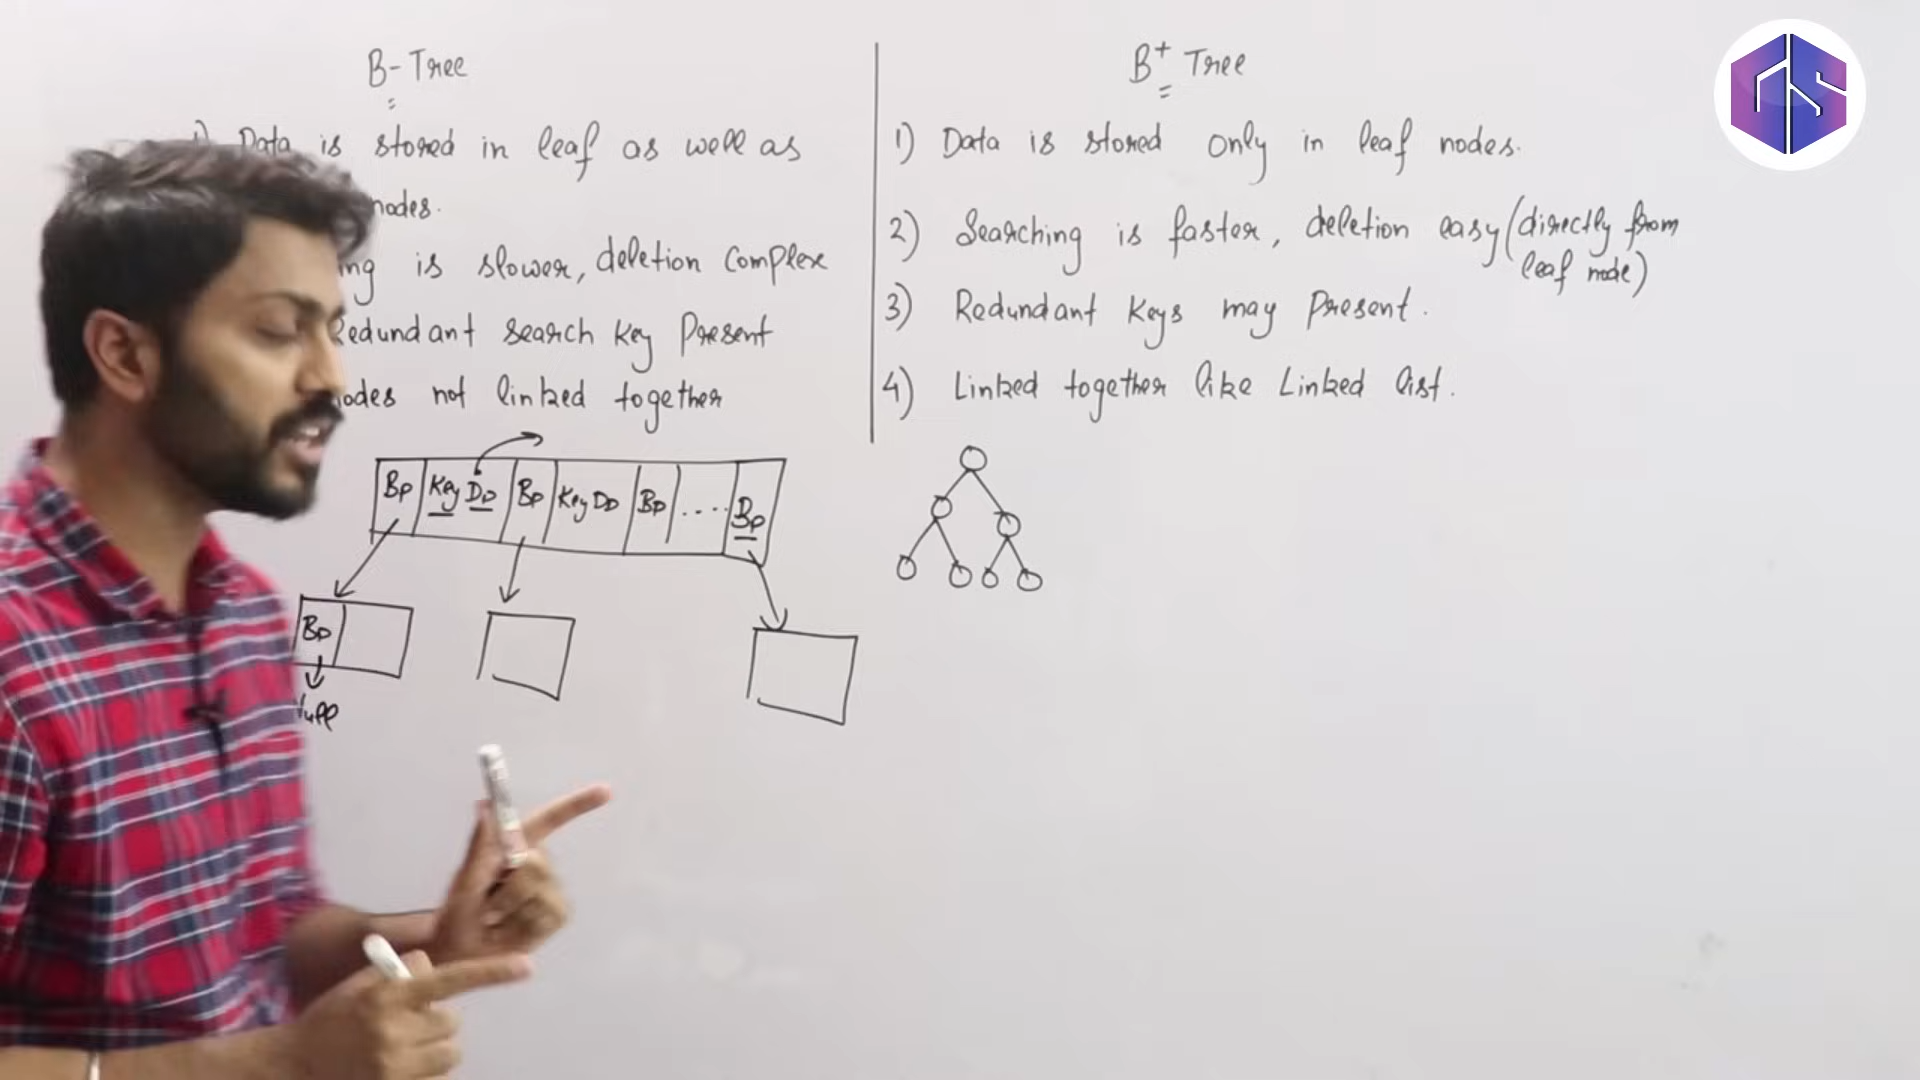 B- Tree
Data is stored in leaf as well as
nodes.
is slower, deletion complex
Redundant search key Present
not linked together
Bp Key Dp Bp Key Dp Bp .... Bp
Bp
B+ Tree
1) Data is stored only in leaf nodes.
2) Searching is faster, deletion easy (directly from
leaf node)
3) Redundant Keys may Present.
4) Linked together like Linked list.